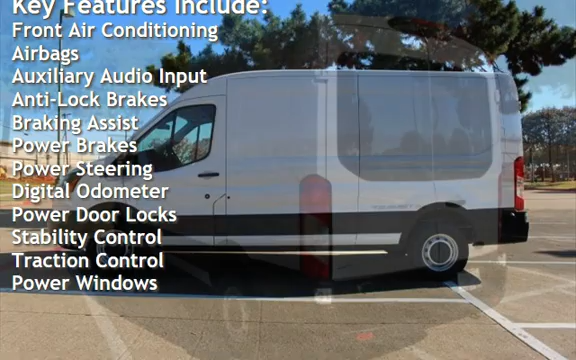 Key Features Include:
Front Air Conditioning
Airbags
Auxiliary Audio Input
Anti-Lock Brakes
Braking Assist
Power Brakes
Power Steering
Digital Odometer
Power Door Locks
Stability Control
Traction Control
Power Windows